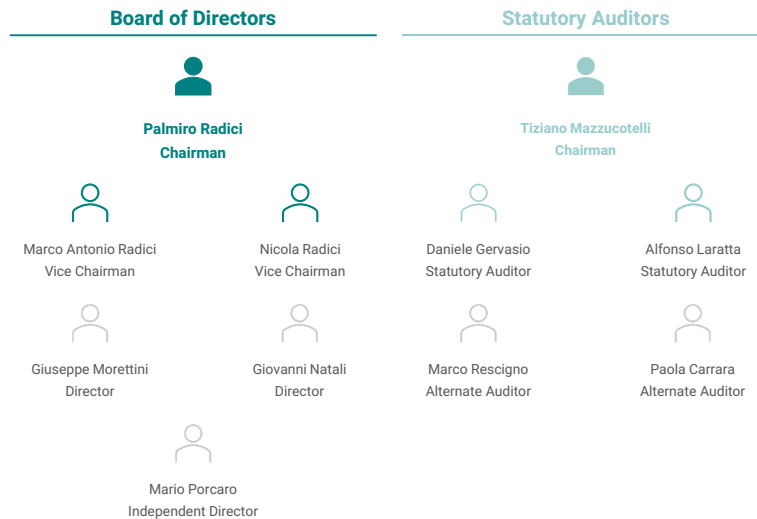 Board of Directors
Palmiro Radici
Chairman
Marco Antonio Radici
Vice Chairman
Nicola Radici
Vice Chairman
Giuseppe Morettini
Director
Giovanni Natali
Director
Mario Porcaro
Independent Director
Statutory Auditors
Tiziano Mazzucotelli
Chairman
Daniele Gervasio
Statutory Auditor
Alfonso Laratta
Statutory Auditor
Marco Rescigno
Alternate Auditor
Paola Carrara
Alternate Auditor